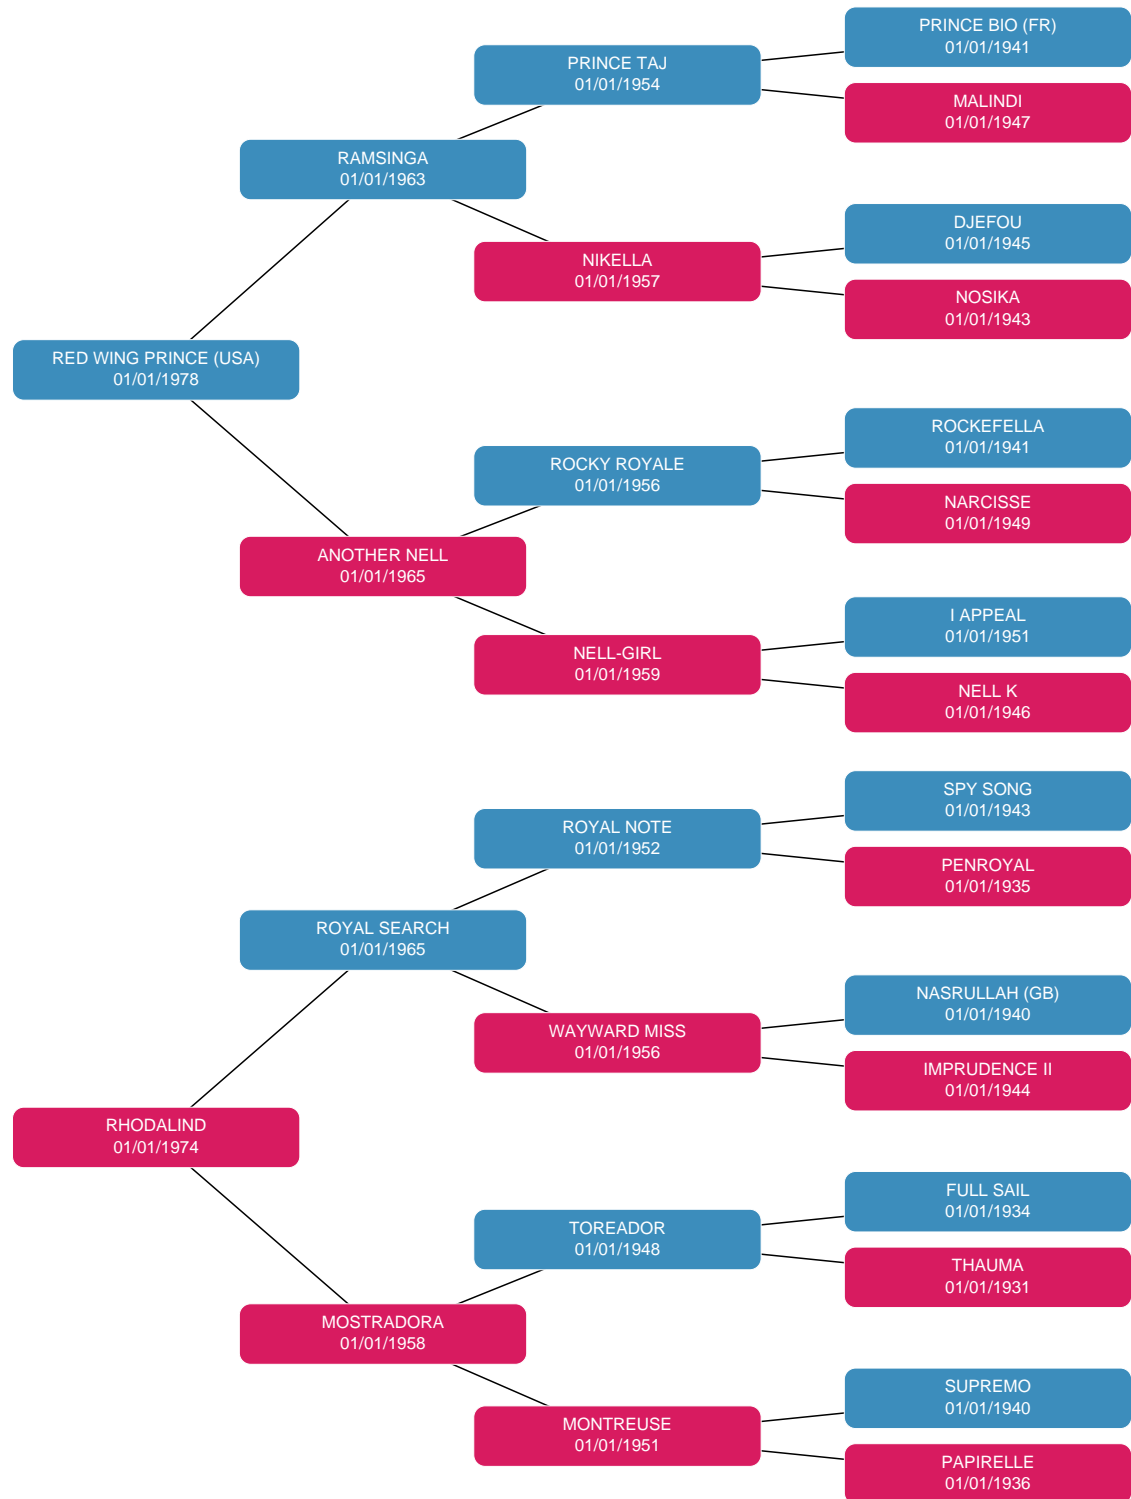 PRINCE BIO (FR)
01/01/1941
PRINCE TAJ
01/01/1954
MALINDI
01/01/1947
RAMSINGA
01/01/1963
DJEFOU
01/01/1945
NIKELLA
01/01/1957
NOSIKA
01/01/1943
RED WING PRINCE (USA)
01/01/1978
ROCKEFELLA
01/01/1941
ROCKY ROYALE
01/01/1956
NARCISSE
01/01/1949
ANOTHER NELL
01/01/1965
I APPEAL
01/01/1951
NELL-GIRL
01/01/1959
NELL K
01/01/1946
SPY SONG
01/01/1943
ROYAL NOTE
01/01/1952
PENROYAL
01/01/1935
ROYAL SEARCH
01/01/1965
NASRULLAH (GB)
01/01/1940
WAYWARD MISS
01/01/1956
IMPRUDENCE II
01/01/1944
RHODALIND
01/01/1974
FULL SAIL
01/01/1934
TOREADOR
01/01/1948
THAUMA
01/01/1931
MOSTRADORA
01/01/1958
SUPREMO
01/01/1940
MONTREUSE
01/01/1951
PAPIRELLE
01/01/1936